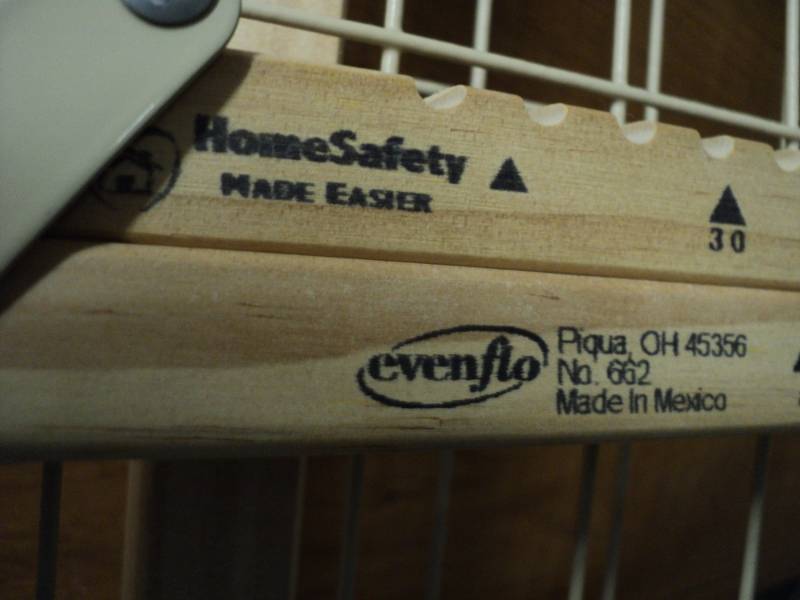 HomeSafety
MADE EASIER
30
evenflo
Piqua, OH 45356
No. 662
Made In Mexico